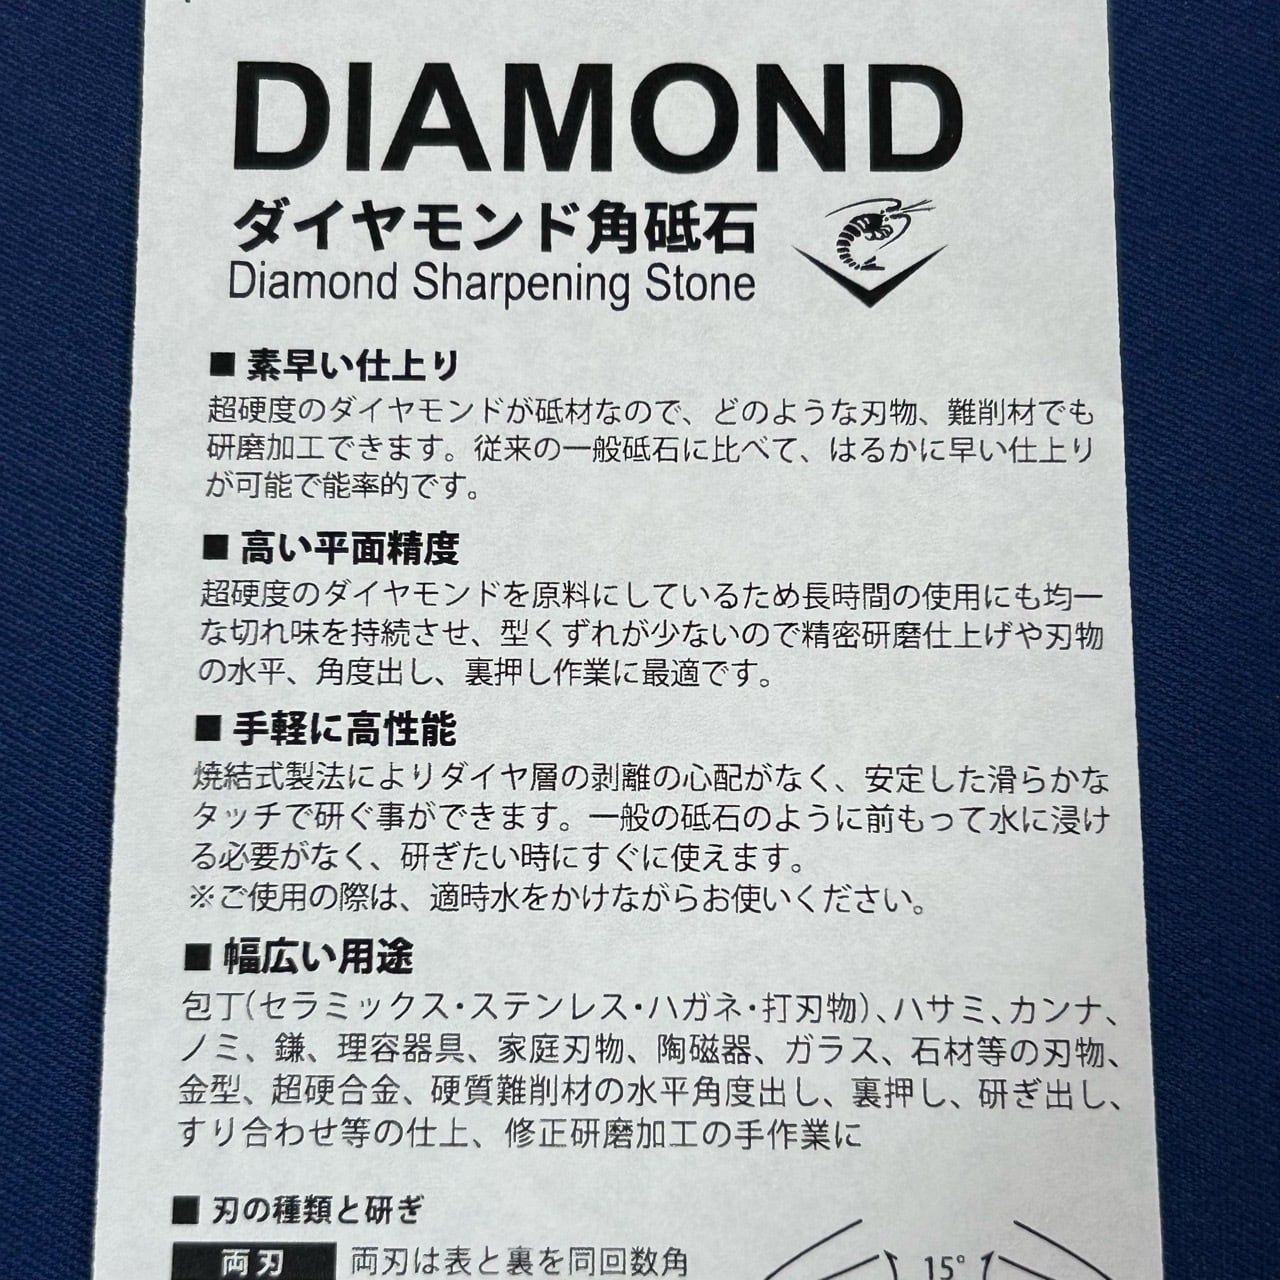 DIAMOND
ダイヤモンド角砥石
Diamond Sharpening Stone
■ 素早い仕上り
超硬度のダイヤモンドが砥材なので、どのような刃物、難削材でも
研磨加工できます。従来の一般砥石に比べて、はるかに早い仕上り
が可能で能率的です。
■ 高い平面精度
超硬度のダイヤモンドを原料にしているため長時間の使用にも均一
な切れ味を持続させ、型くずれが少ないので精密研磨仕上げや刃物
の水平、角度出し、裏押し作業に最適です。
■ 手軽に高性能
焼結式製法によりダイヤ層の剥離の心配がなく、安定した滑らかな
タッチで研ぐ事ができます。一般の砥石のように前もって水に浸け
る必要がなく、研ぎたい時にすぐに使えます。
※ご使用の際は、適時水をかけながらお使いください。
■ 幅広い用途
包丁(セラミックス・ステンレス・ハガネ・打刃物)、ハサミ、カンナ、
ノミ、鎌、理容器具、家庭刃物、陶磁器、ガラス、石材等の刃物、
金型、超硬合金、硬質難削材の水平角度出し、裏押し、研ぎ出し、
すり合わせ等の仕上、修正研磨加工の手作業に
■ 刃の種類と研ぎ
両刃 両刃は表と裏を同回数角
15°